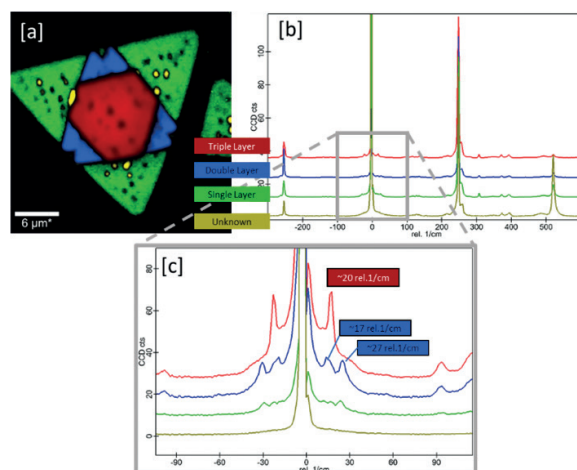 [a]
6 µm*
Triple Layer
Double Layer
Single Layer
Unknown
[b]
CCD cts
100
80
60
40
20
-200
-100
0
100
200
300
400
500
rel. 1/cm
[c]
~20 rel.1/cm
~17 rel.1/cm
~27 rel.1/cm
CCD cts
80
60
40
20
0
-90
-60
-30
0
30
60
90
rel. 1/cm